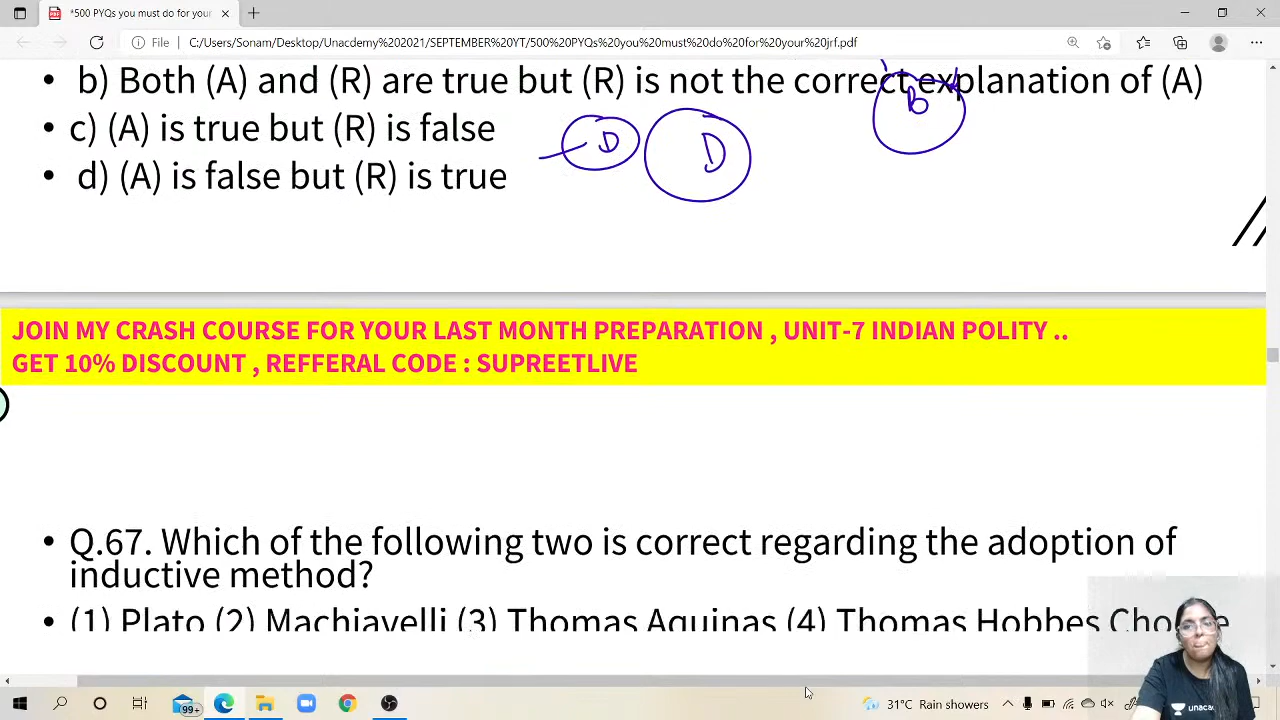 *500 PYQs you must do for your
File
C:/Users/Sonam/Desktop/Unacdemy%202021/SEPTEMBER%20YT/500%20PYQs%20you%20must%20do%20for%20your%20jrf.pdf
• b) Both (A) and (R) are true but (R) is not the correct explanation of (A)
B
• c) (A) is true but (R) is false
D D
• d) (A) is false but (R) is true
JOIN MY CRASH COURSE FOR YOUR LAST MONTH PREPARATION , UNIT-7 INDIAN POLITY ..
GET 10% DISCOUNT , REFFERAL CODE : SUPREETLIVE
• Q.67. Which of the following two is correct regarding the adoption of
inductive method?
• (1) Plato (2) Machiavelli (3) Thomas Aquinas (4) Thomas Hobbes Choose
99+
31°C Rain showers